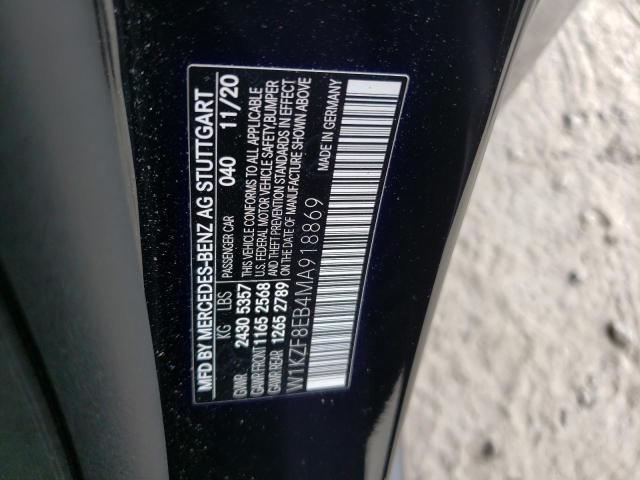 MFD BY MERCEDES-BENZ AG STUTTGART
PASSENGER CAR 040 11/20
KG LBS
GVWR 2430 5357
GAWR FRONT 1165 2568
GAWR REAR 1265 2789
THIS VEHICLE CONFORMS TO ALL APPLICABLE
U.S. FEDERAL MOTOR VEHICLE SAFETY, BUMPER
AND THEFT PREVENTION STANDARDS IN EFFECT
ON THE DATE OF MANUFACTURE SHOWN ABOVE
W1KZF8EB4MA918869
MADE IN GERMANY